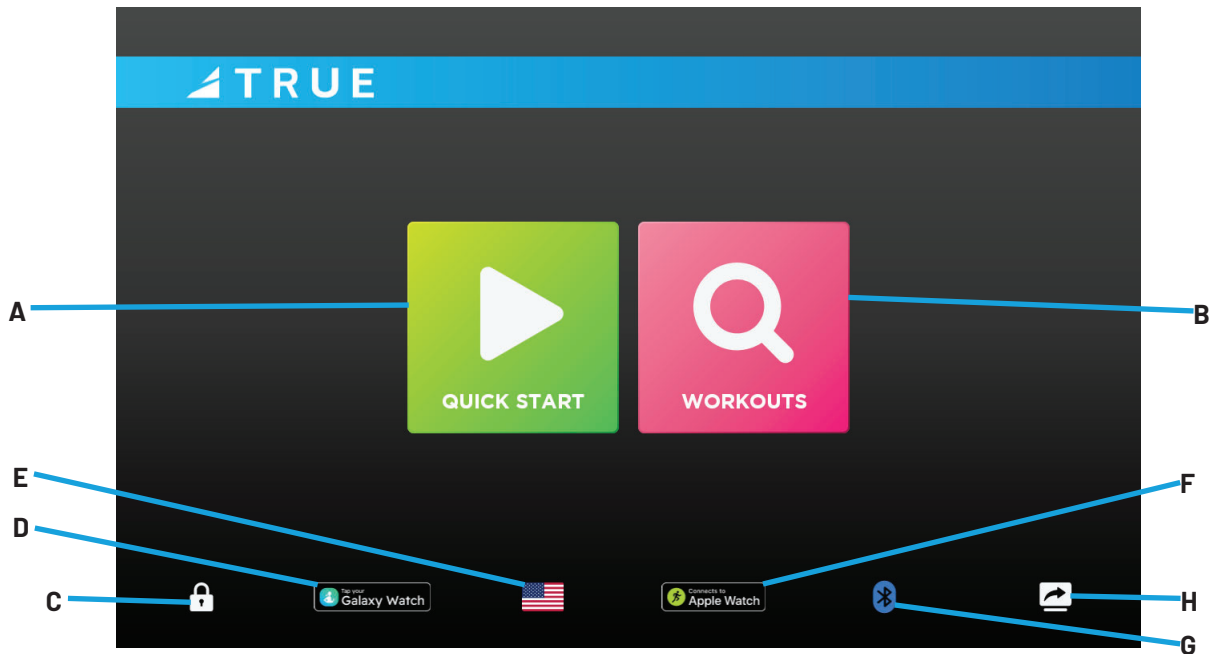 TRUE
A
B
QUICK START
WORKOUTS
E
F
D
C
Tap your
Galaxy Watch
Connects to
Apple Watch
H
G